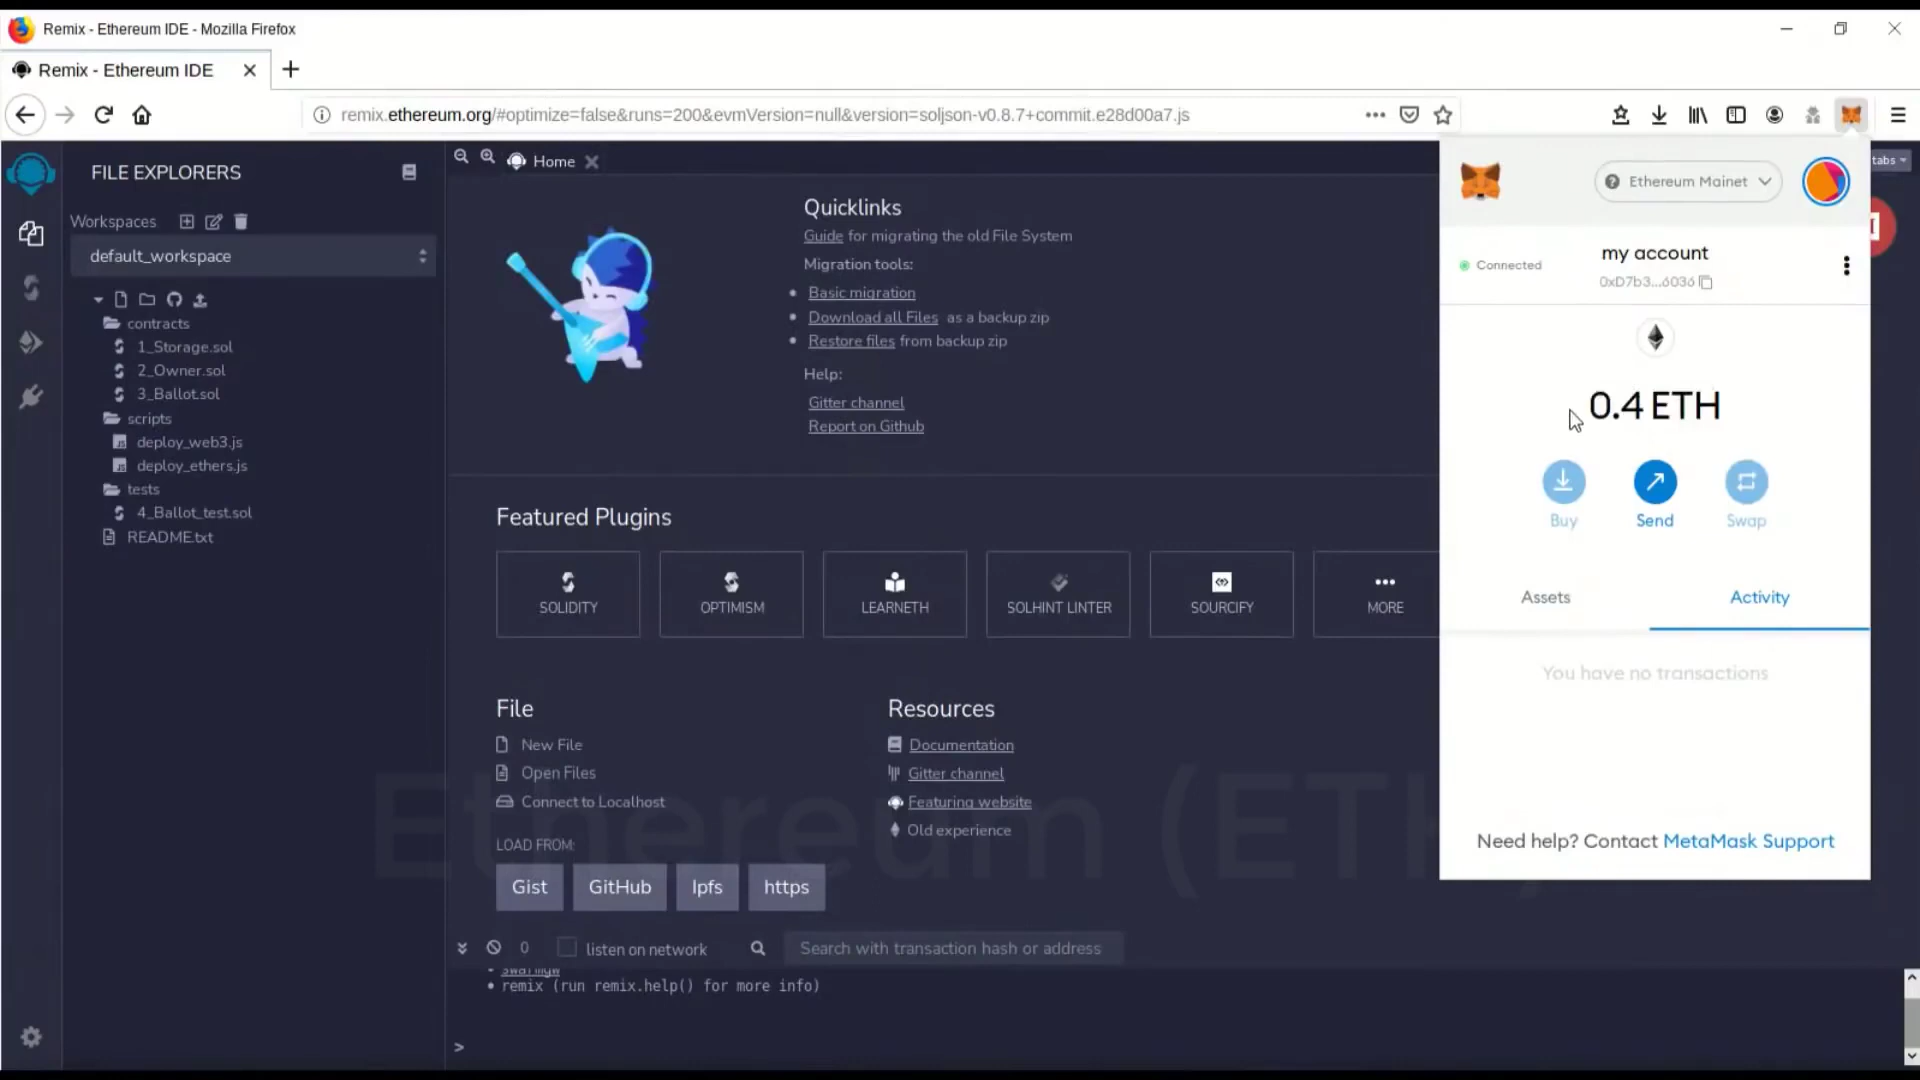 Remix - Ethereum IDE - Mozilla Firefox
Remix - Ethereum IDE
remix.ethereum.org/#optimize=false&runs=200&evmVersion=null&version=soljson-v0.8.7+commit.e28d00a7.js
FILE EXPLORERS
Workspaces
default_workspace
contracts
1_Storage.sol
2_Owner.sol
3_Ballot.sol
scripts
deploy_web3.js
deploy_ethers.js
tests
4_Ballot_test.sol
README.txt
Home
tabs
Quicklinks
Guide for migrating the old File System
Migration tools:
Basic migration
Download all Files as a backup zip
Restore files from backup zip
Help:
Gitter channel
Report on Github
Featured Plugins
SOLIDITY
OPTIMISM
LEARNETH
SOLHINT LINTER
SOURCIFY
MORE
File
New File
Open Files
Connect to Localhost
LOAD FROM:
Gist
GitHub
Ipfs
https
Resources
Documentation
Gitter channel
Featuring website
Old experience
Ethereum (ETH)
0
listen on network
Search with transaction hash or address
swarmgw
remix (run remix.help() for more info)
>
Ethereum Mainet
Connected
my account
0xD7b3...6036
0.4 ETH
Buy
Send
Swap
Assets
Activity
You have no transactions
Need help? Contact MetaMask Support